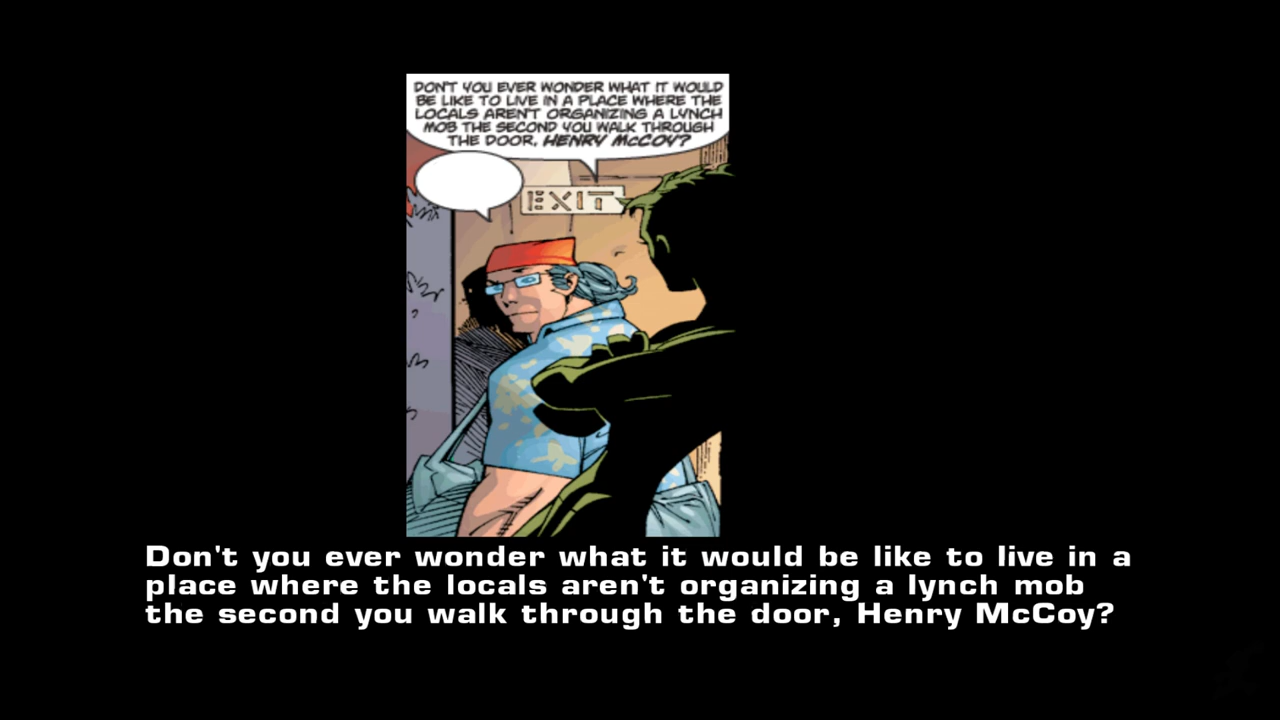 DON'T YOU EVER WONDER WHAT IT WOULD
BE LIKE TO LIVE IN A PLACE WHERE THE
LOCALS AREN'T ORGANIZING A LYNCH
MOB THE SECOND YOU WALK THROUGH
THE DOOR, HENRY McCOY?
EXIT
Don't you ever wonder what it would be like to live in a
place where the locals aren't organizing a lynch mob
the second you walk through the door, Henry McCoy?